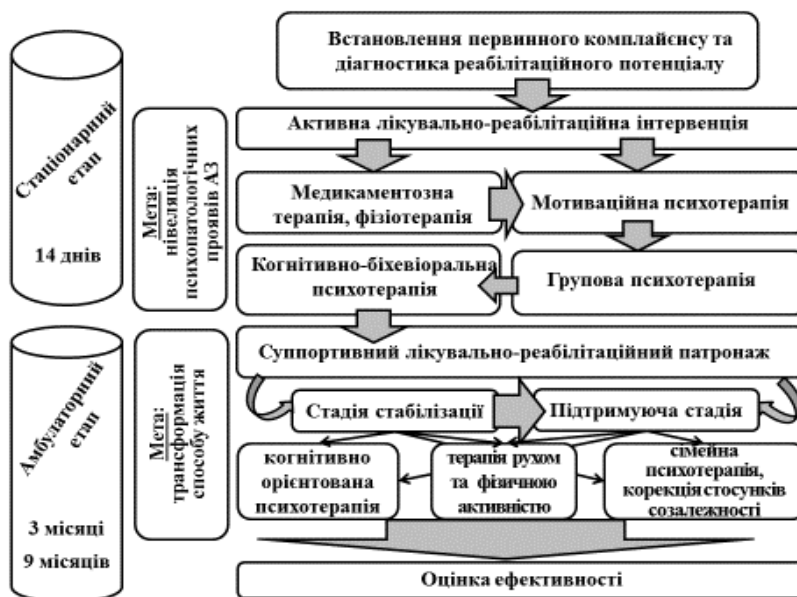 Встановлення первинного комплайєнсу та
діагностика реабілітаційного потенціалу
Стаціонарний
етап
14 днів
Мета:
нівеляція
психопатологічних
проявів АЗ
Активна лікувально-реабілітаційна інтервенція
Медикаментозна
терапія, фізіотерапія
Мотиваційна психотерапія
Когнітивно-біхевіоральна
психотерапія
Групова психотерапія
Амбулаторний
етап
3 місяці
9 місяців
Мета:
трансформація
способу життя
Суппортивний лікувально-реабілітаційний патронаж
Стадія стабілізації
Підтримуюча стадія
когнітивно
орієнтована
психотерапія
терапія рухом
та фізичною
активністю
сімейна
психотерапія,
корекція стосунків
созалежності
Оцінка ефективності